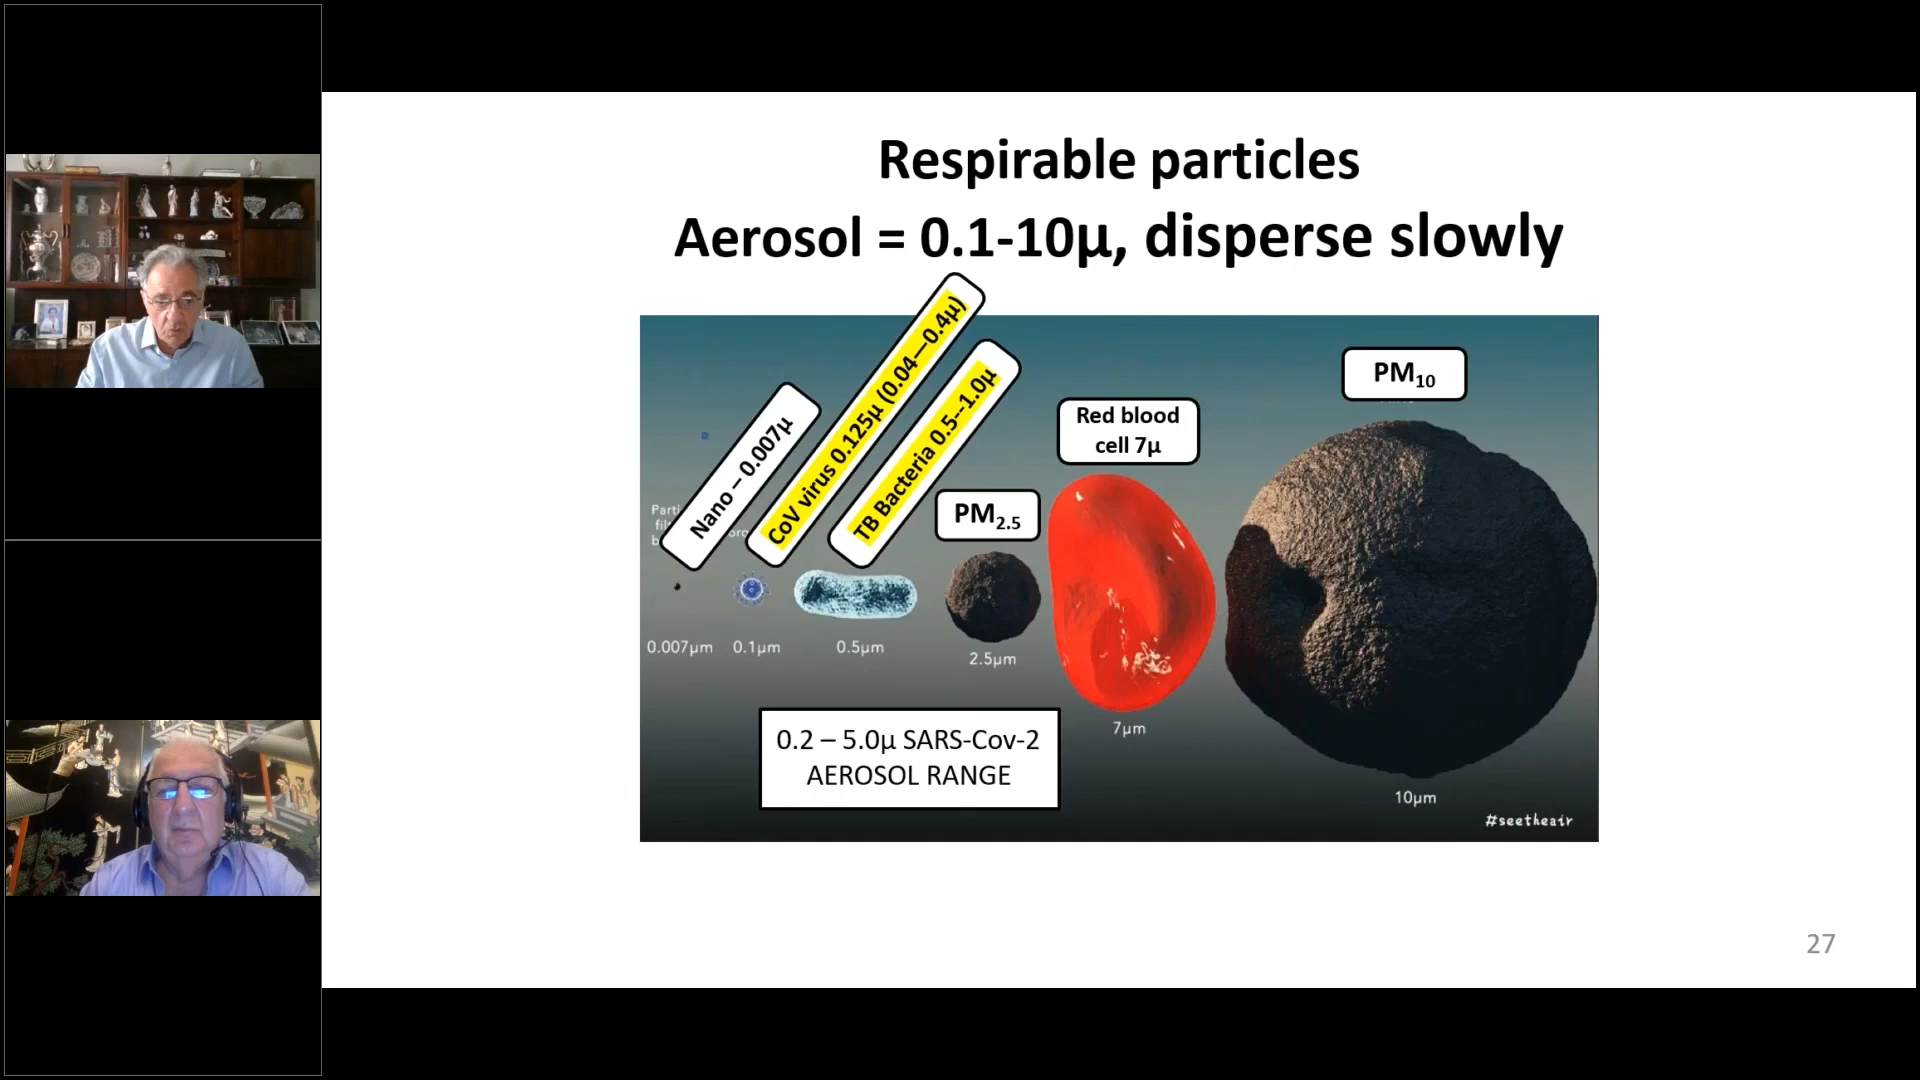 Respirable particles
Aerosol = 0.1-10µ, disperse slowly
Nano – 0.007µ
CoV virus 0.125µ (0.04—0.4µ)
TB Bacteria 0.5--1.0µ
PM2.5
Red blood
cell 7µ
PM10
0.007µm
0.1µm
0.5µm
2.5µm
7µm
10µm
0.2 – 5.0µ SARS-Cov-2
AEROSOL RANGE
#seetheair
27